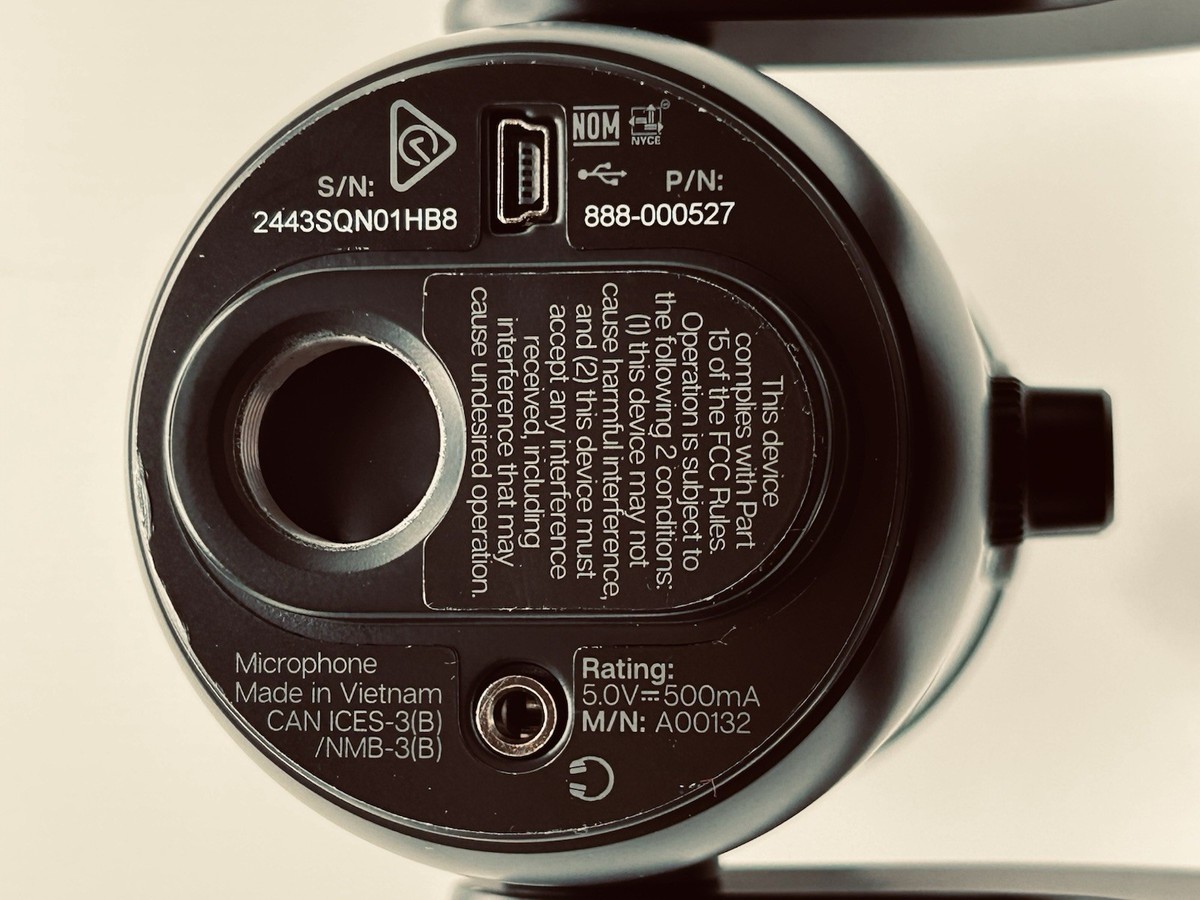 NOM
NYCE
S/N:
2443SQN01HB8
P/N:
888-000527
This device
complies with Part
15 of the FCC Rules.
Operation is subject to
the following 2 conditions:
(1) this device may not
cause harmful interference,
and (2) this device must
accept any interference
received, including
interference that may
cause undesired operation.
Microphone
Made in Vietnam
CAN ICES-3(B)
/NMB-3(B)
Rating:
5.0V⎓500mA
M/N: A00132